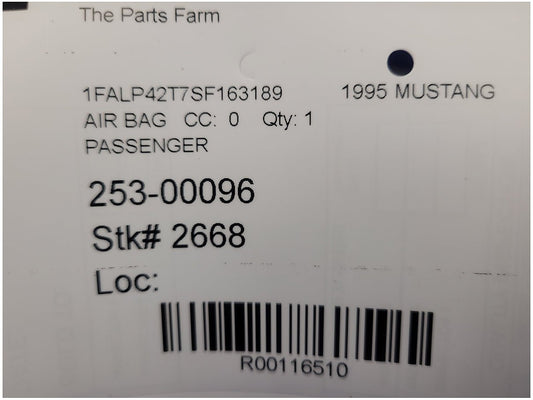 The Parts Farm
1FALP42T7SF163189 1995 MUSTANG
AIR BAG CC: 0 Qty: 1
PASSENGER
253-00096
Stk# 2668
Loc:
R00116510